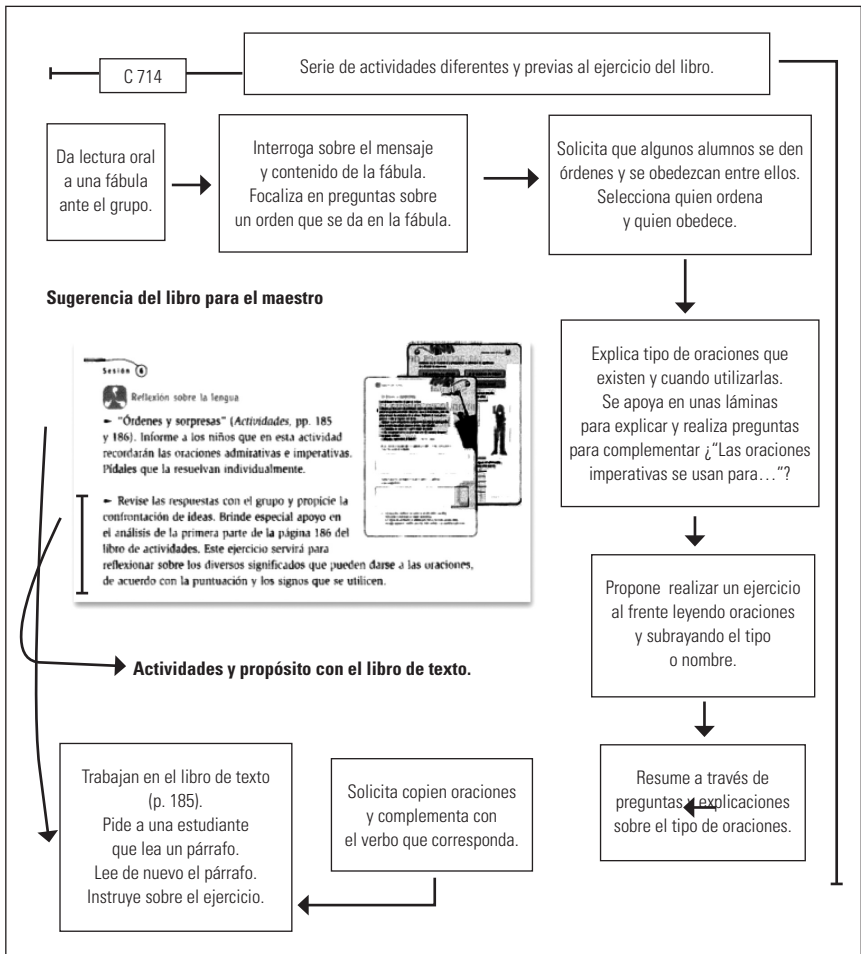 C 714
Serie de actividades diferentes y previas al ejercicio del libro.
Da lectura oral
a una fábula
ante el grupo.
Interroga sobre el mensaje
y contenido de la fábula.
Focaliza en preguntas sobre
un orden que se da en la fábula.
Solicita que algunos alumnos se den
órdenes y se obedezcan entre ellos.
Selecciona quien ordena
y quien obedece.
Sugerencia del libro para el maestro
Sesión 6
Reflexión sobre la lengua
"Órdenes y sorpresas" (Actividades, pp. 185
y 186). Informe a los niños que en esta actividad
recordarán las oraciones admirativas e imperativas.
Pídales que la resuelvan individualmente.
Revise las respuestas con el grupo y propicie la
confrontación de ideas. Brinde especial apoyo en
el análisis de la primera parte de la página 186 del
libro de actividades. Este ejercicio servirá para
reflexionar sobre los diversos significados que pueden darse a las oraciones,
de acuerdo con la puntuación y los signos que se utilicen.
Explica tipo de oraciones que
existen y cuando utilizarlas.
Se apoya en unas láminas
para explicar y realiza preguntas
para complementar ¿"Las oraciones
imperativas se usan para…"?
Propone realizar un ejercicio
al frente leyendo oraciones
y subrayando el tipo
o nombre.
Actividades y propósito con el libro de texto.
Resume a través de
preguntas y explicaciones
sobre el tipo de oraciones.
Solicita copien oraciones
y complementa con
el verbo que corresponda.
Trabajan en el libro de texto
(p. 185).
Pide a una estudiante
que lea un párrafo.
Lee de nuevo el párrafo.
Instruye sobre el ejercicio.